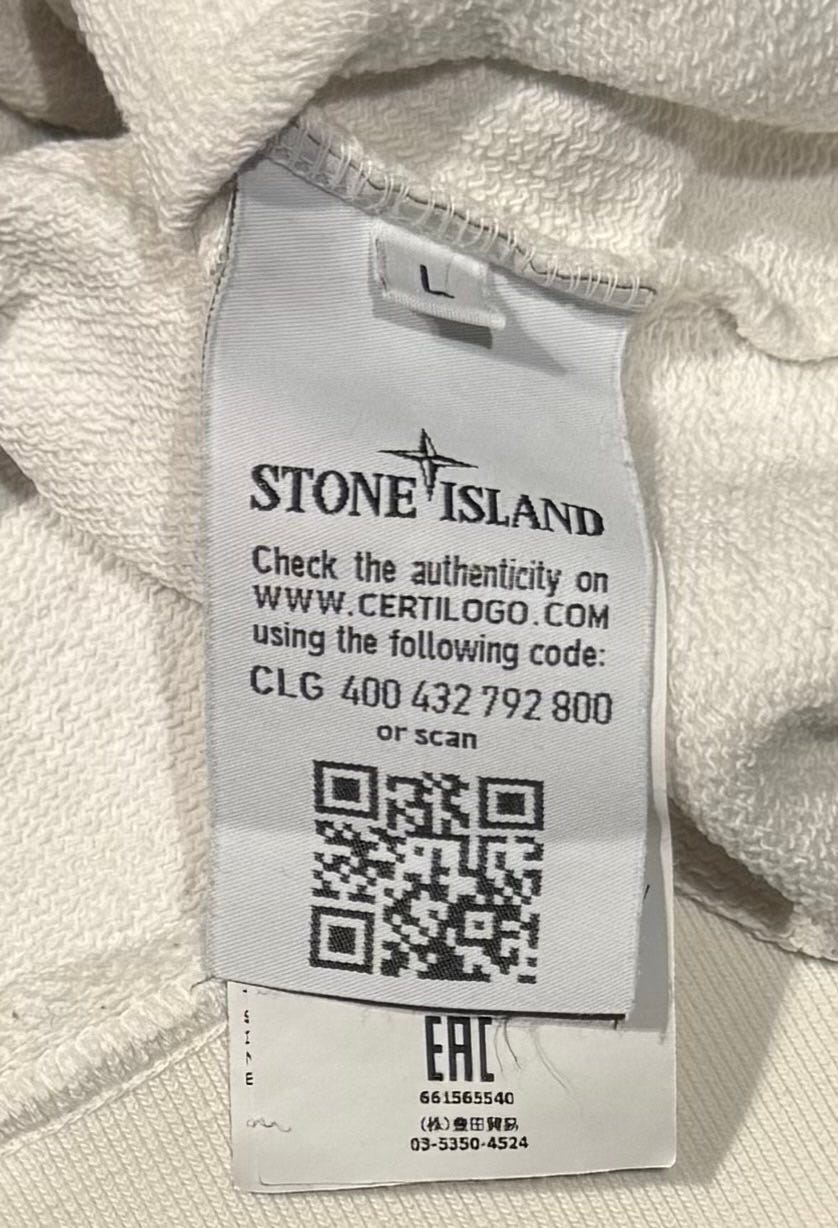 L
STONE ISLAND
Check the authenticity on
WWW.CERTILOGO.COM
using the following code:
CLG 400 432 792 800
or scan
EAC
661565540
(株)豊田貿易
03-5350-4524